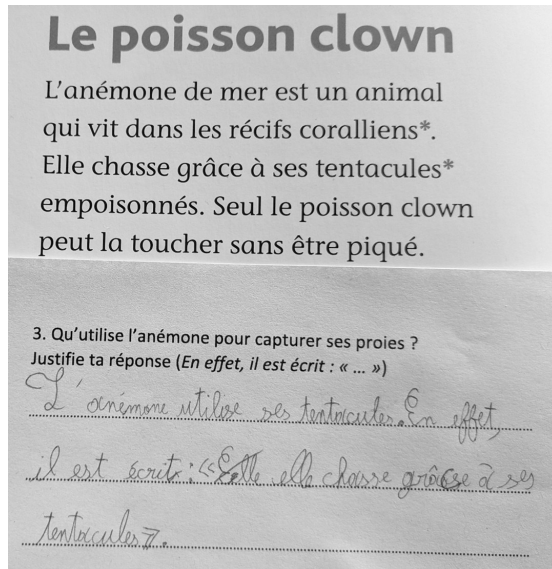 Le poisson clown
L'anémone de mer est un animal
qui vit dans les récifs coralliens*.
Elle chasse grâce à ses tentacules*
empoisonnés. Seul le poisson clown
peut la toucher sans être piqué.
3. Qu'utilise l'anémone pour capturer ses proies ?
Justifie ta réponse (En effet, il est écrit : « ... »)
L'anémone utilise ses tentacules. En effet,
il est écrit : « elle chasse grâce à ses
tentacules ».